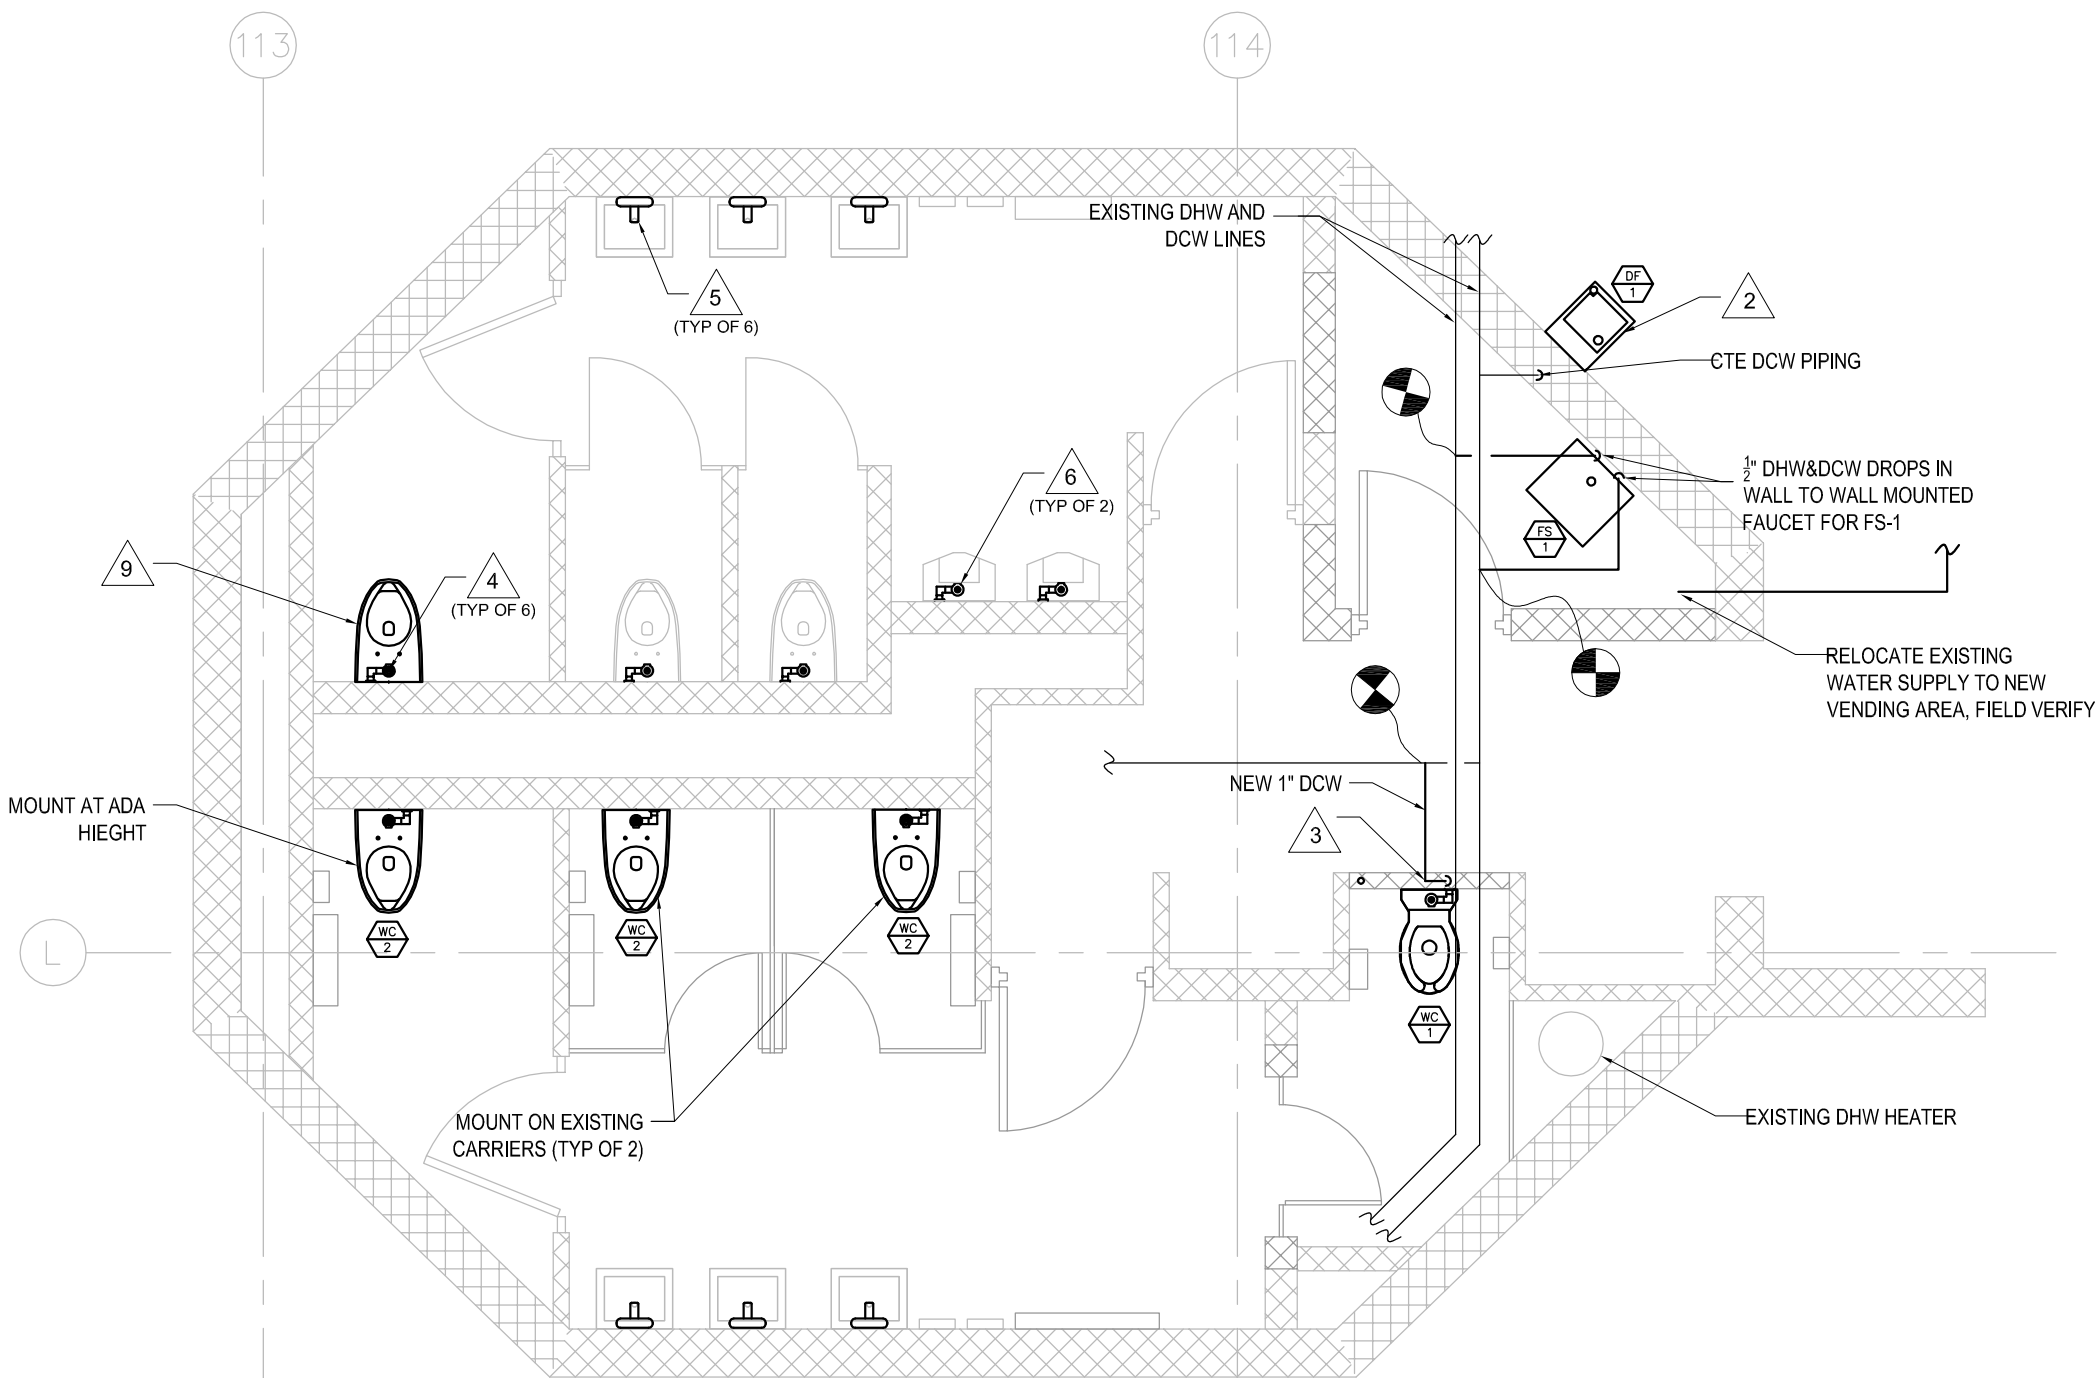 113
114
EXISTING DHW AND
DCW LINES
DF
1
2
5
(TYP OF 6)
CTE DCW PIPING
6
(TYP OF 2)
1/2" DHW&DCW DROPS IN
WALL TO WALL MOUNTED
FAUCET FOR FS-1
FS
1
9
4
(TYP OF 6)
RELOCATE EXISTING
WATER SUPPLY TO NEW
VENDING AREA, FIELD VERIFY
MOUNT AT ADA
HIEGHT
NEW 1" DCW
3
WC
2
WC
2
WC
2
L
WC
1
MOUNT ON EXISTING
CARRIERS (TYP OF 2)
EXISTING DHW HEATER